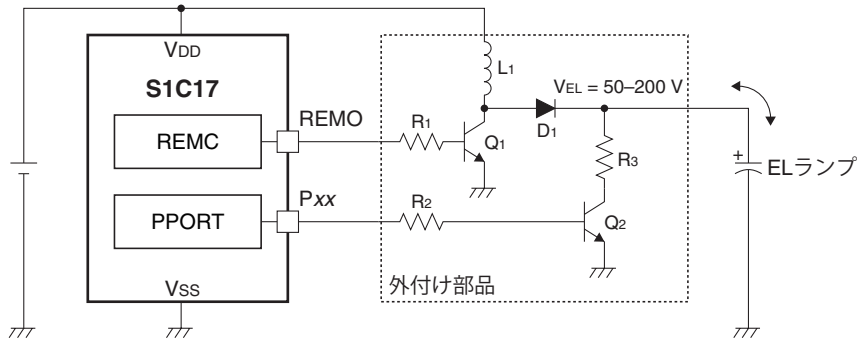 VDD
S1C17
REMC
REMO
PPORT
Pxx
VSS
L1
VEL = 50–200 V
D1
R1
Q1
R2
R3
Q2
外付け部品
+
ELランプ